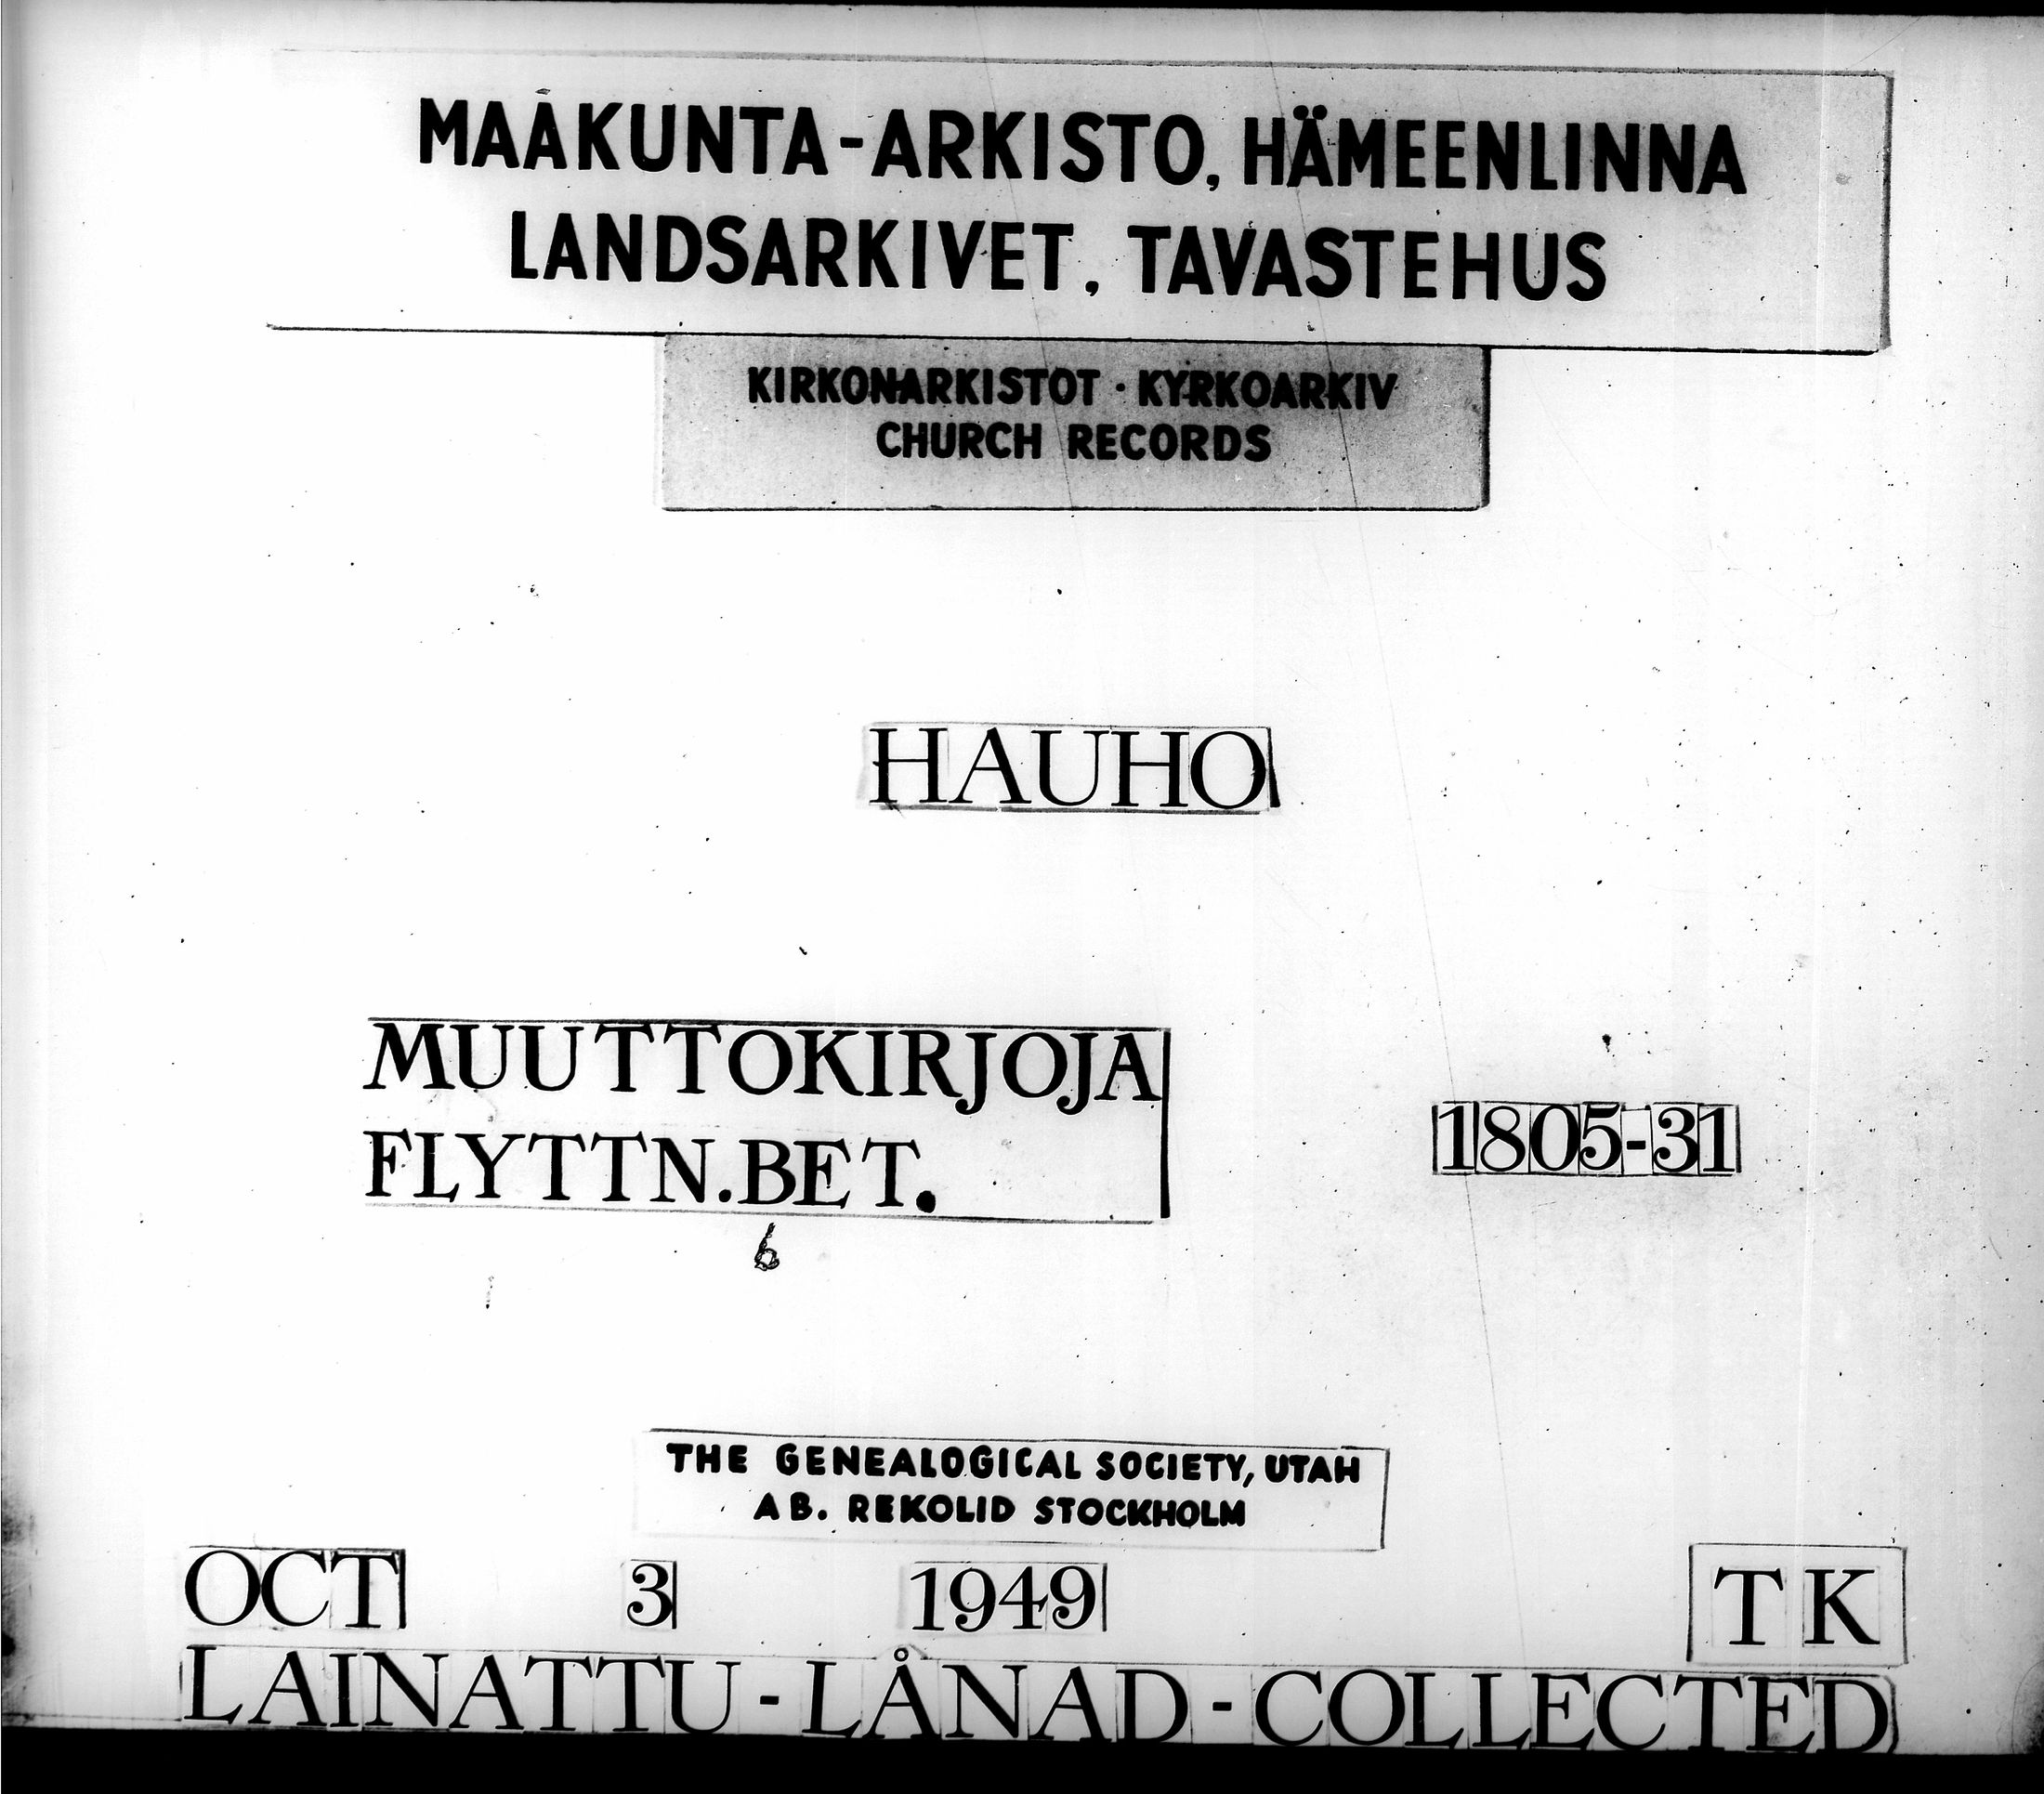 MAAKUNTA-ARKISTO, HÄMEENLINNA
LANDSARKIVET, TAVASTEHUS
KIRKONARKISTOT · KYRKOARKIV
CHURCH RECORDS
HAUHO
MUUTTOKIRJOJA
FLYTTN.BET.
1805-31
6
THE GENEALOGICAL SOCIETY, UTAH
AB. REKOLID STOCKHOLM
OCT 3 1949 TK
LAINATTU-LÅNAD-COLLECTED